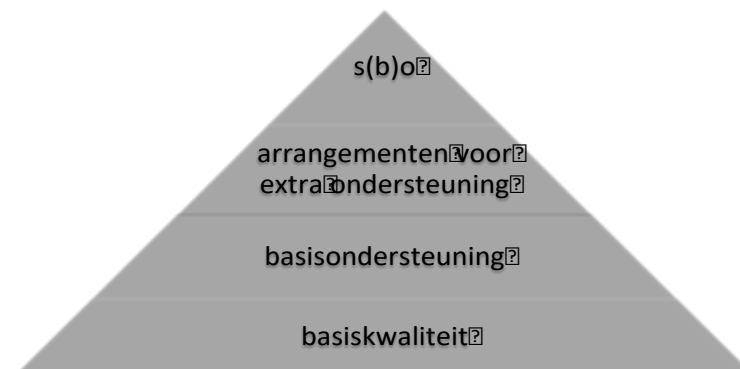 s(b)o
arrangementen voor
extra ondersteuning
basisondersteuning
basiskwaliteit